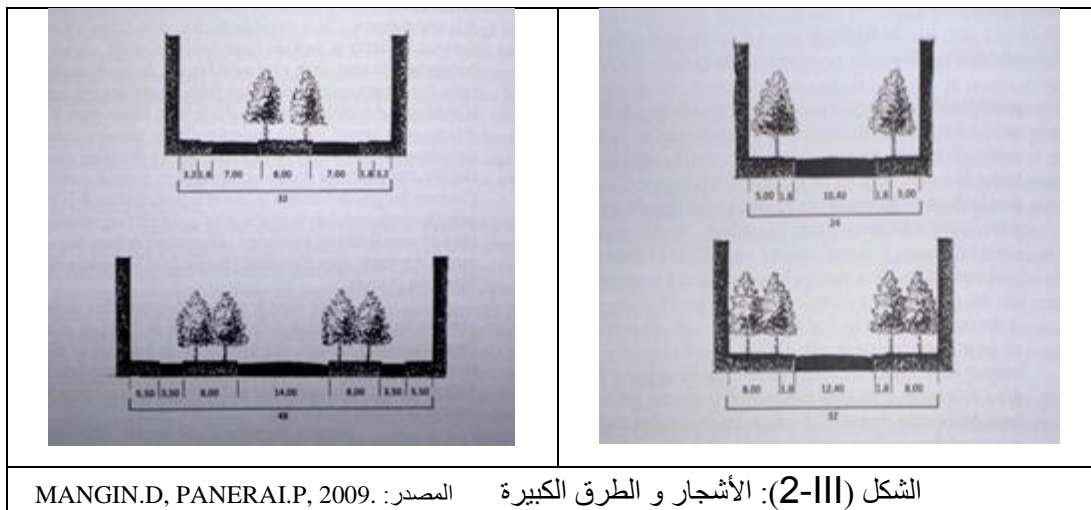 3.2 1.8 7.00 6.00 7.00 1.8 3.2
32
5.50 3.50 8.00 14.00 8.00 3.50 5.50
48
5.00 1.8 10.40 1.8 5.00
24
8.00 1.8 12.40 1.8 8.00
32
الشكل (2-III): الأشجار و الطرق الكبيرة المصدر: MANGIN.D, PANERAI.P, 2009.